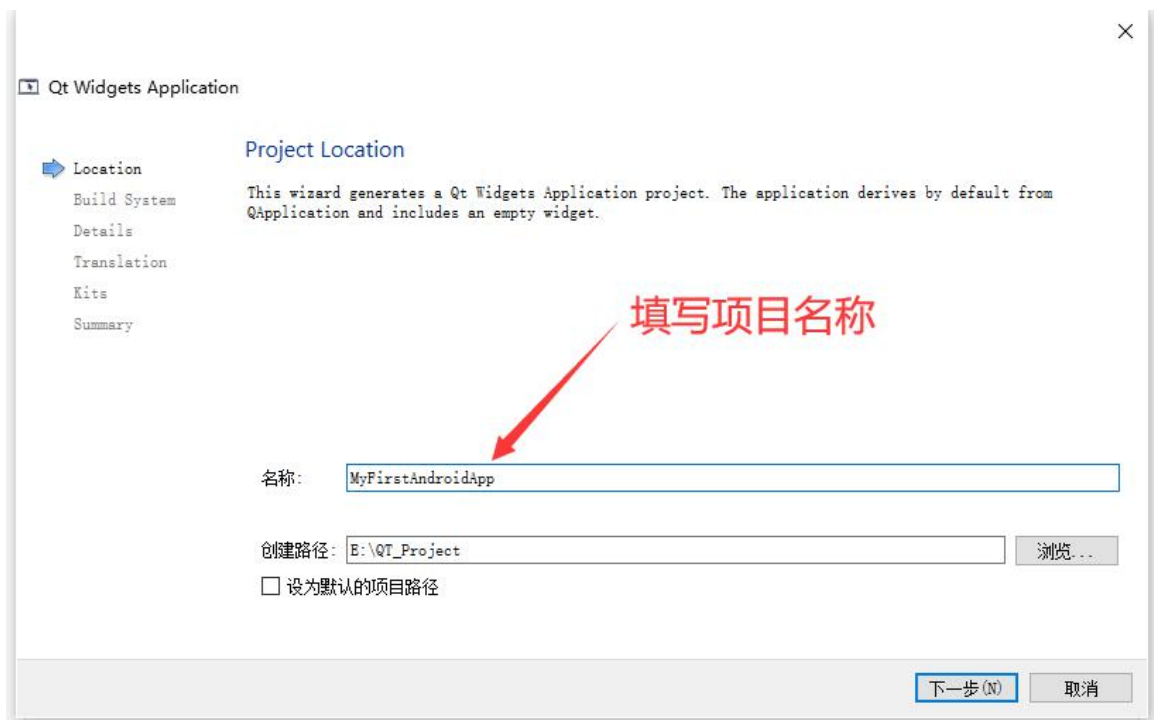 Qt Widgets Application
Location
Build System
Details
Translation
Kits
Summary
Project Location
This wizard generates a Qt Widgets Application project. The application derives by default from
QApplication and includes an empty widget.
填写项目名称
名称: MyFirstAndroidApp
创建路径: E:\QT_Project 浏览...
设为默认的项目路径
下一步(N) 取消